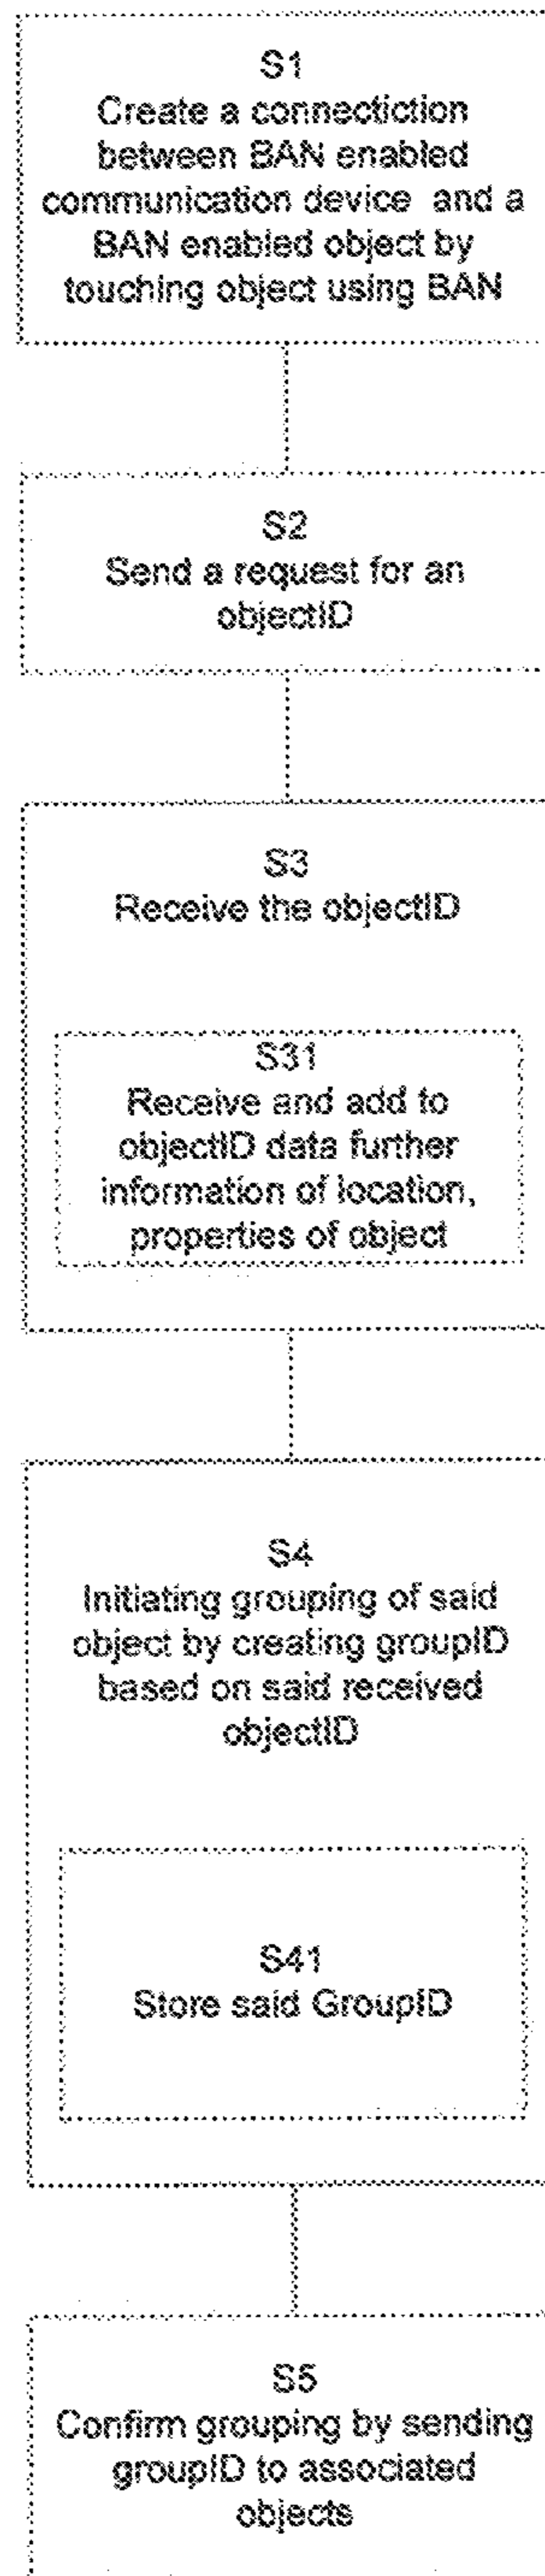 S1
Create a connectiction
between BAN enabled
communication device and a
BAN enabled object by
touching object using BAN
S2
Send a request for an
objectID
S3
Receive the objectID
S31
Receive and add to
objectID data further
information of location,
properties of object
S4
Initiating grouping of said
object by creating groupID
based on said received
objectID
S41
Store said GroupID
S5
Confirm grouping by sending
groupID to associated
objects